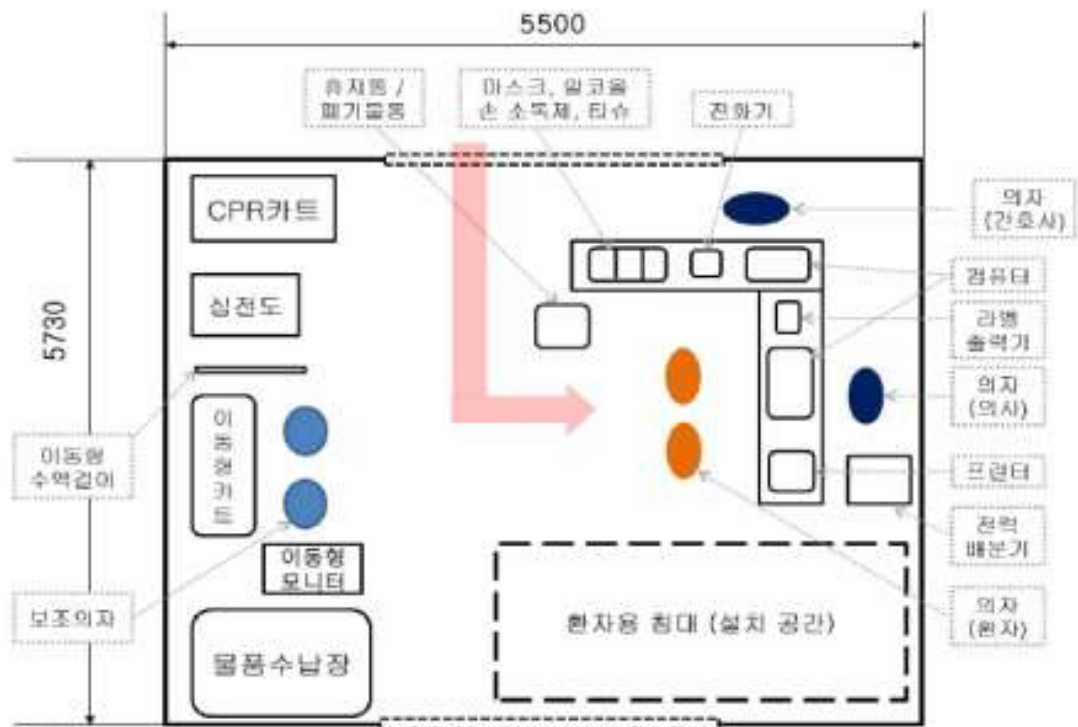 5500
휴지통 /
폐기물통
마스크, 알코올
손 소독제, 티슈
전화기
CPR카트
의자
(간호사)
심전도
컴퓨터
5730
라벨
출력기
이동형
수액걸이
이동형카트
의자
(의사)
프린터
전력
배분기
이동형
모니터
보조의자
환자용 침대 (설치 공간)
의자
(환자)
물품수납장